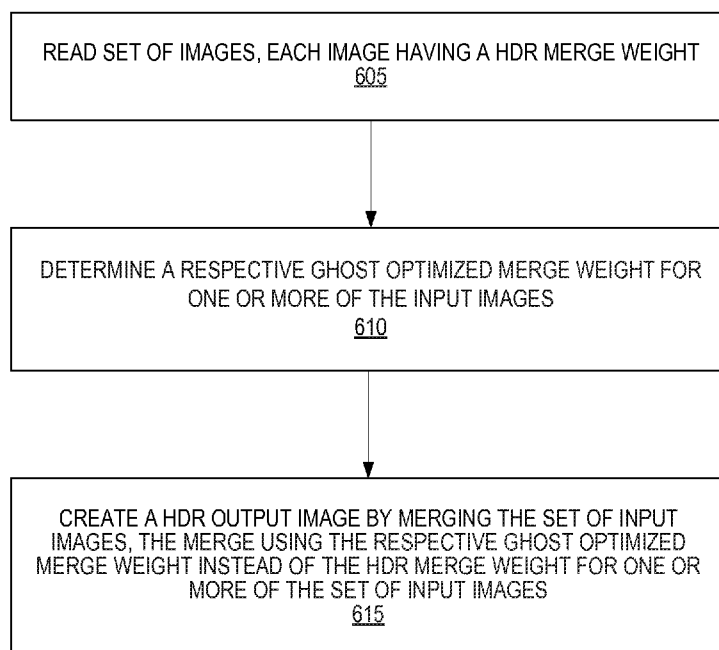 READ SET OF IMAGES, EACH IMAGE HAVING A HDR MERGE WEIGHT
605
DETERMINE A RESPECTIVE GHOST OPTIMIZED MERGE WEIGHT FOR
ONE OR MORE OF THE INPUT IMAGES
610
CREATE A HDR OUTPUT IMAGE BY MERGING THE SET OF INPUT
IMAGES, THE MERGE USING THE RESPECTIVE GHOST OPTIMIZED
MERGE WEIGHT INSTEAD OF THE HDR MERGE WEIGHT FOR ONE OR
MORE OF THE SET OF INPUT IMAGES
615